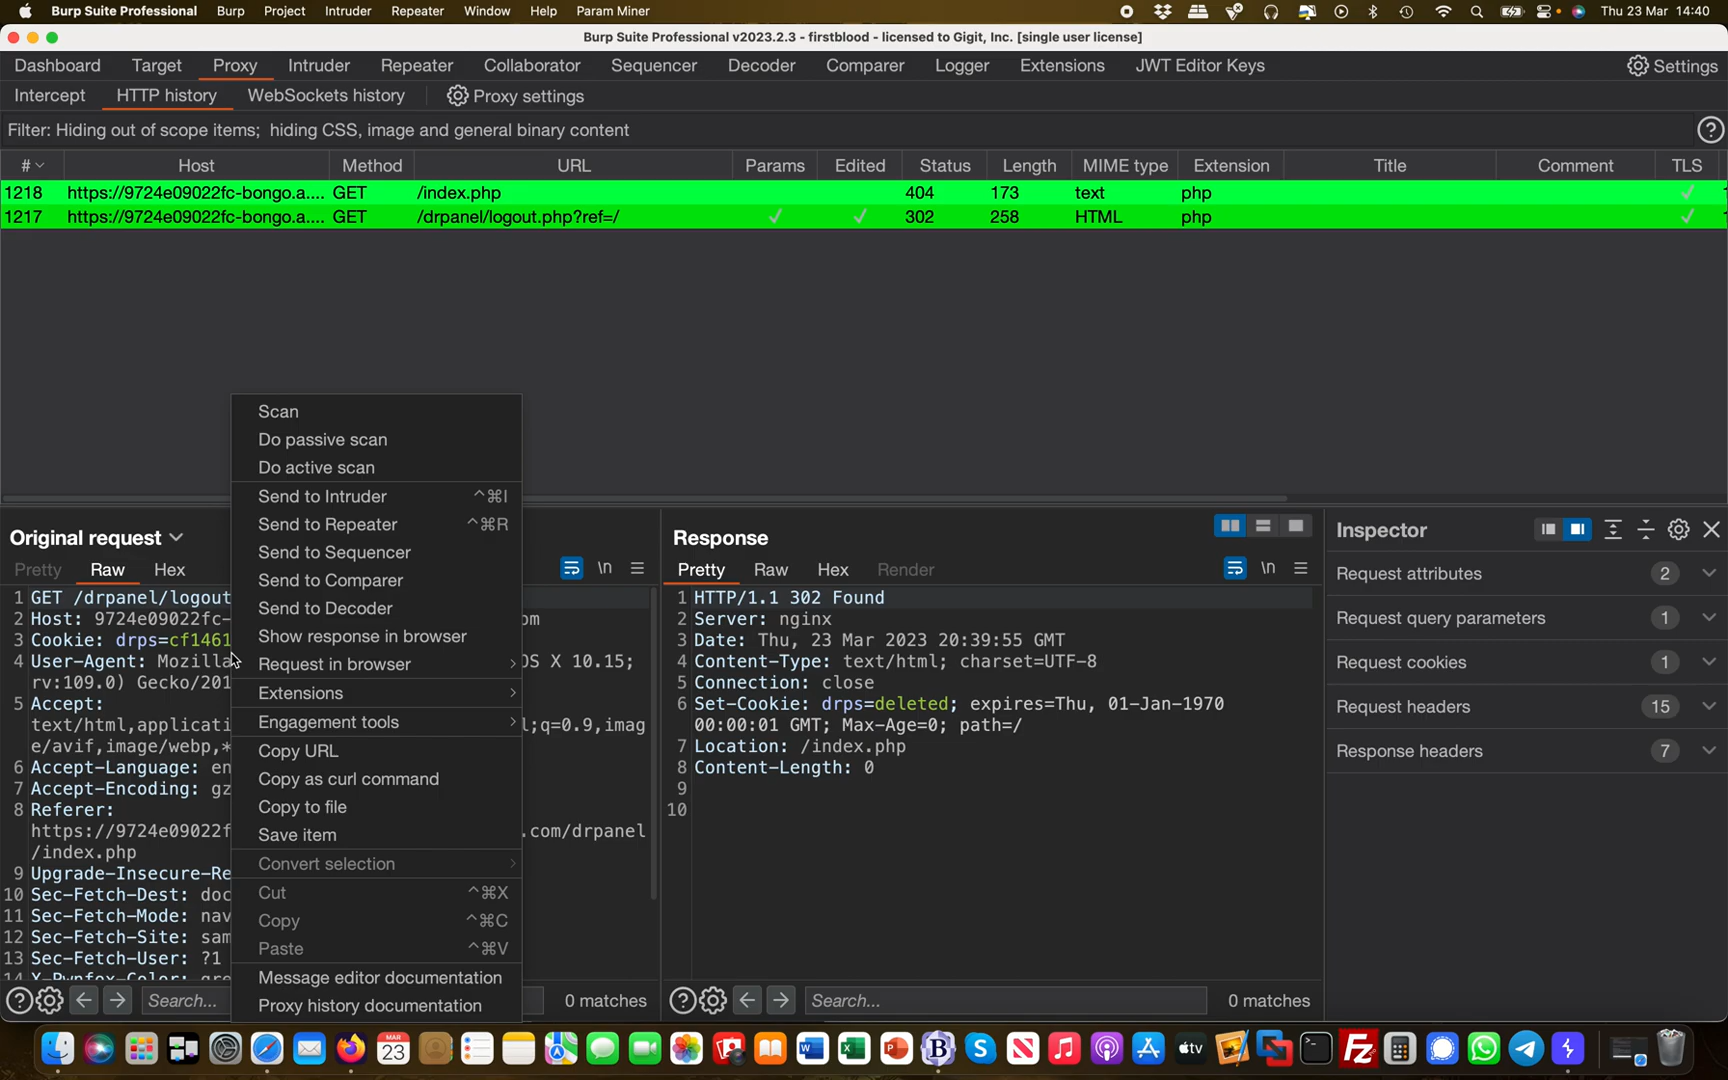 Burp Suite Professional Burp Project Intruder Repeater Window Help Param Miner Thu 23 Mar 14:40
Burp Suite Professional v2023.2.3 - firstblood - licensed to Gigit, Inc. [single user license]
Dashboard Target Proxy Intruder Repeater Collaborator Sequencer Decoder Comparer Logger Extensions JWT Editor Keys Settings
Intercept HTTP history WebSockets history Proxy settings
Filter: Hiding out of scope items; hiding CSS, image and general binary content ?
# Host Method URL Params Edited Status Length MIME type Extension Title Comment TLS
1218 https://9724e09022fc-bongo.a.... GET /index.php 404 173 text php ✓
1217 https://9724e09022fc-bongo.a.... GET /drpanel/logout.php?ref=/ ✓ ✓ 302 258 HTML php ✓
Original request
Pretty Raw Hex \n
1 GET /drpanel/logout
2 Host: 9724e09022fc- om
3 Cookie: drps=cf1461
4 User-Agent: Mozilla OS X 10.15;
rv:109.0) Gecko/201
5 Accept:
text/html,applicati l;q=0.9,imag
e/avif,image/webp,*
6 Accept-Language: en
7 Accept-Encoding: gz
8 Referer:
https://9724e09022f .com/drpanel
/index.php
9 Upgrade-Insecure-Re
10 Sec-Fetch-Dest: doc
11 Sec-Fetch-Mode: nav
12 Sec-Fetch-Site: sam
13 Sec-Fetch-User: ?1
14 X-Pwnfox-Color: gre
? Search... 0 matches
Scan
Do passive scan
Do active scan
Send to Intruder ^⌘I
Send to Repeater ^⌘R
Send to Sequencer
Send to Comparer
Send to Decoder
Show response in browser
Request in browser
Extensions
Engagement tools
Copy URL
Copy as curl command
Copy to file
Save item
Convert selection
Cut ^⌘X
Copy ^⌘C
Paste ^⌘V
Message editor documentation
Proxy history documentation
Response
Pretty Raw Hex Render \n
1 HTTP/1.1 302 Found
2 Server: nginx
3 Date: Thu, 23 Mar 2023 20:39:55 GMT
4 Content-Type: text/html; charset=UTF-8
5 Connection: close
6 Set-Cookie: drps=deleted; expires=Thu, 01-Jan-1970
00:00:01 GMT; Max-Age=0; path=/
7 Location: /index.php
8 Content-Length: 0
9
10
? Search... 0 matches
Inspector
Request attributes 2
Request query parameters 1
Request cookies 1
Request headers 15
Response headers 7
MAR
23
tv